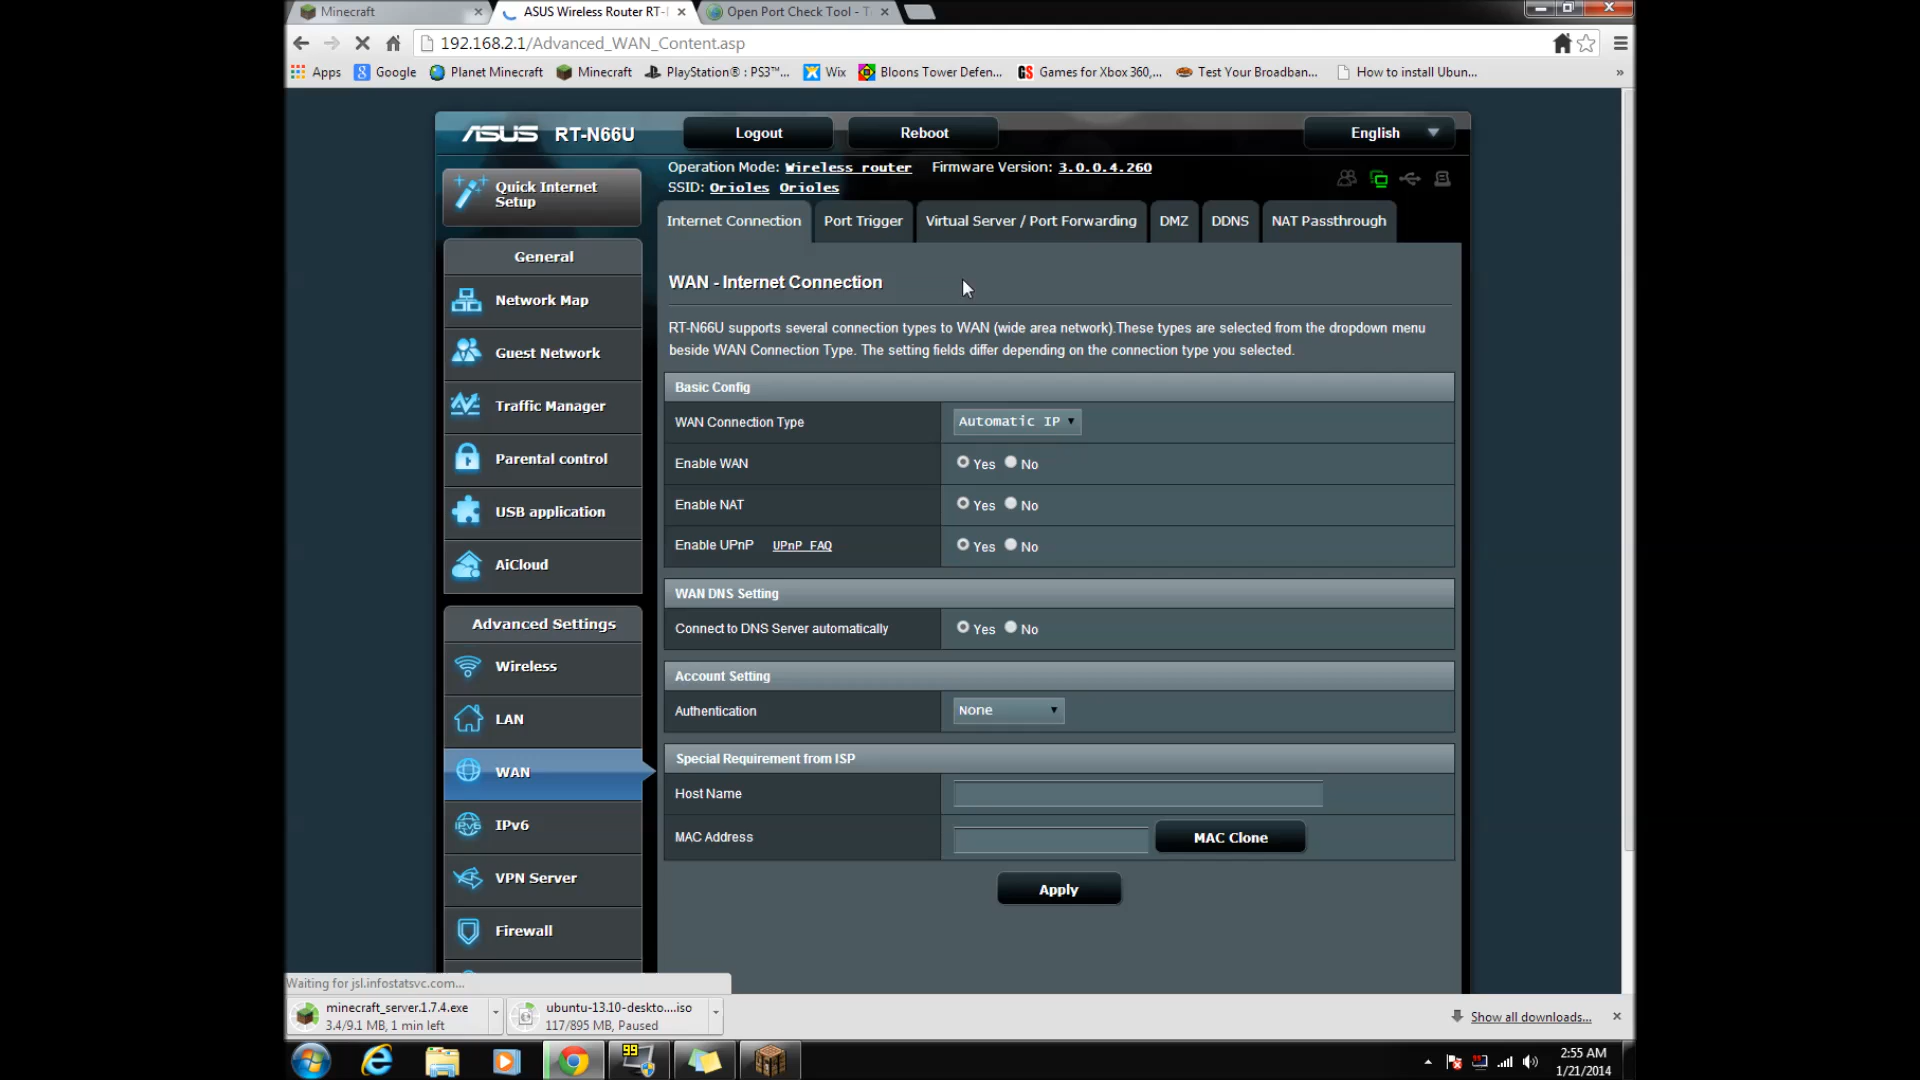 Minecraft
ASUS Wireless Router RT-
Open Port Check Tool - T
192.168.2.1/Advanced_WAN_Content.asp
Apps Google Planet Minecraft Minecraft PlayStation® : PS3™... Wix Bloons Tower Defen... GS Games for Xbox 360,... Test Your Broadban... How to install Ubun... »
ASUS RT-N66U Logout Reboot English
Operation Mode: Wireless router Firmware Version: 3.0.0.4.260
SSID: Orioles Orioles
Quick Internet
Setup
General
Network Map
Guest Network
Traffic Manager
Parental control
USB application
AiCloud
Advanced Settings
Wireless
LAN
WAN
IPv6
VPN Server
Firewall
Internet Connection Port Trigger Virtual Server / Port Forwarding DMZ DDNS NAT Passthrough
WAN - Internet Connection
RT-N66U supports several connection types to WAN (wide area network).These types are selected from the dropdown menu
beside WAN Connection Type. The setting fields differ depending on the connection type you selected.
Basic Config
WAN Connection Type Automatic IP
Enable WAN Yes No
Enable NAT Yes No
Enable UPnP UPnP FAQ Yes No
WAN DNS Setting
Connect to DNS Server automatically Yes No
Account Setting
Authentication None
Special Requirement from ISP
Host Name
MAC Address MAC Clone
Apply
Waiting for jsl.infostatsvc.com...
minecraft_server.1.7.4.exe
3.4/9.1 MB, 1 min left
ubuntu-13.10-deskto....iso
117/895 MB, Paused
Show all downloads...
99
2:55 AM
1/21/2014